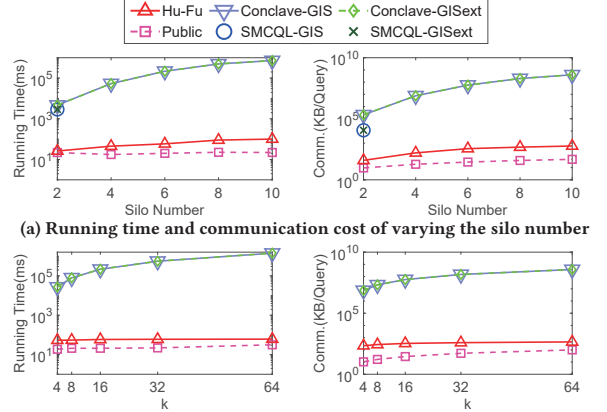 Hu-Fu Conclave-GIS Conclave-GISext
Public SMCQL-GIS SMCQL-GISext
Running Time(ms)
10^5
10^3
10^1
2 4 6 8 10
Silo Number
Comm.(KB/Query)
10^10
10^5
10^0
2 4 6 8 10
Silo Number
(a) Running time and communication cost of varying the silo number
Running Time(ms)
10^5
10^3
10^1
4 8 16 32 64
k
Comm.(KB/Query)
10^10
10^5
10^0
4 8 16 32 64
k